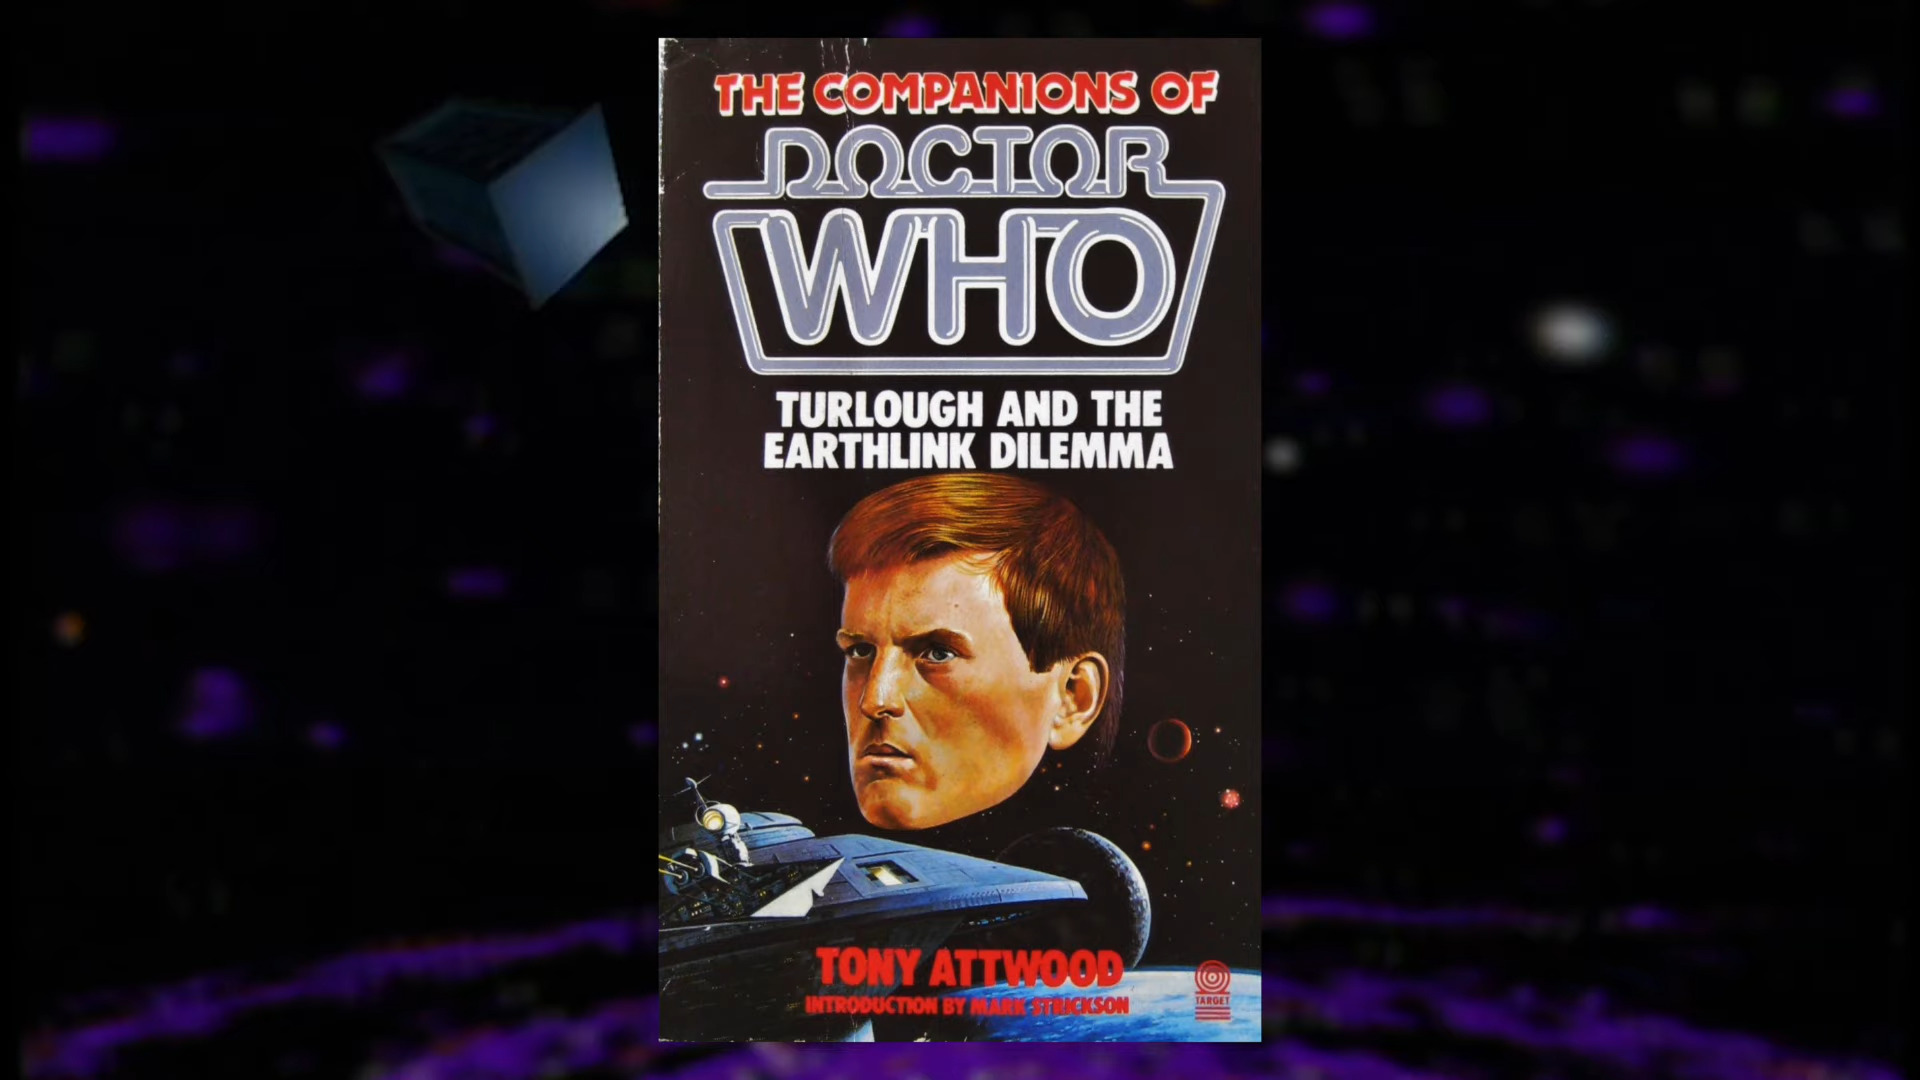 THE COMPANIONS OF
DOCTOR
WHO
TURLOUGH AND THE
EARTHLINK DILEMMA
TONY ATTWOOD
INTRODUCTION BY MARK STRICKSON
TARGET